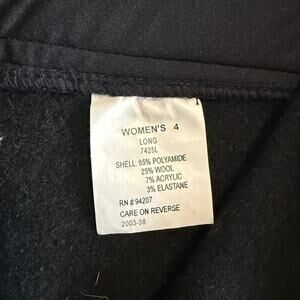 WOMEN'S 4
LONG
7425L
SHELL: 65% POLYAMIDE
25% WOOL
7% ACRYLIC
3% ELASTANE
RN # 94207
CARE ON REVERSE
2003-38